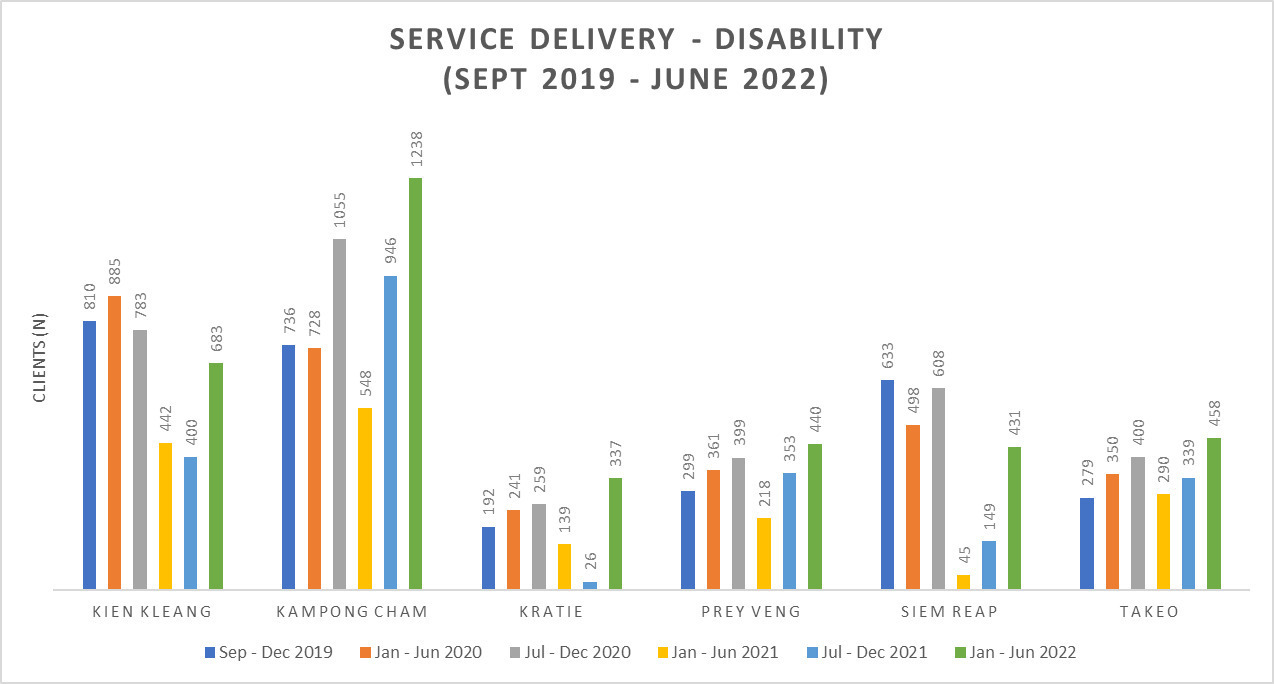 SERVICE DELIVERY - DISABILITY
(SEPT 2019 - JUNE 2022)
CLIENTS (N)
810
885
783
442
400
683
736
728
1055
548
946
1238
192
241
259
139
26
337
299
361
399
218
353
440
633
498
608
45
149
431
279
350
400
290
339
458
KIEN KLEANG
KAMPONG CHAM
KRATIE
PREY VENG
SIEM REAP
TAKEO
Sep - Dec 2019
Jan - Jun 2020
Jul - Dec 2020
Jan - Jun 2021
Jul - Dec 2021
Jan - Jun 2022